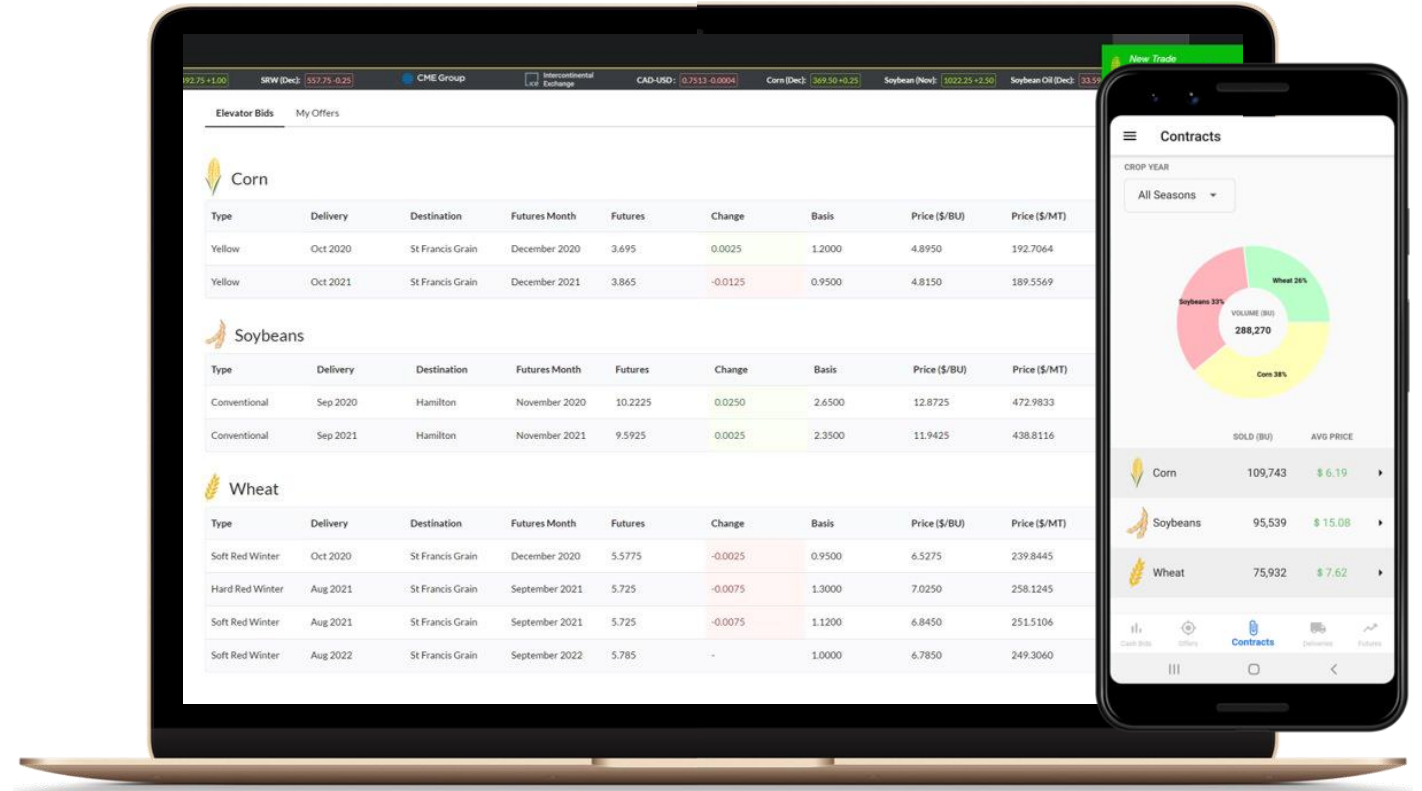 New Trade
492.75 +1.00 SRW (Dec): 557.75 -0.25 CME Group ice Intercontinental Exchange CAD-USD: 0.7513 -0.0004 Corn (Dec): 369.50 +0.25 Soybean (Nov): 1022.25 +2.50 Soybean Oil (Dec): 33.59
Elevator Bids My Offers
Corn
Type Delivery Destination Futures Month Futures Change Basis Price ($/BU) Price ($/MT)
Yellow Oct 2020 St Francis Grain December 2020 3.695 0.0025 1.2000 4.8950 192.7064
Yellow Oct 2021 St Francis Grain December 2021 3.865 -0.0125 0.9500 4.8150 189.5569
Soybeans
Type Delivery Destination Futures Month Futures Change Basis Price ($/BU) Price ($/MT)
Conventional Sep 2020 Hamilton November 2020 10.2225 0.0250 2.6500 12.8725 472.9833
Conventional Sep 2021 Hamilton November 2021 9.5925 0.0025 2.3500 11.9425 438.8116
Wheat
Type Delivery Destination Futures Month Futures Change Basis Price ($/BU) Price ($/MT)
Soft Red Winter Oct 2020 St Francis Grain December 2020 5.5775 -0.0025 0.9500 6.5275 239.8445
Hard Red Winter Aug 2021 St Francis Grain September 2021 5.725 -0.0075 1.3000 7.0250 258.1245
Soft Red Winter Aug 2021 St Francis Grain September 2021 5.725 -0.0075 1.1200 6.8450 251.5106
Soft Red Winter Aug 2022 St Francis Grain September 2022 5.785 - 1.0000 6.7850 249.3060
Contracts
CROP YEAR
All Seasons
Wheat 26%
Soybeans 33%
VOLUME (BU)
288,270
Corn 38%
SOLD (BU) AVG PRICE
Corn 109,743 $ 6.19
Soybeans 95,539 $ 15.08
Wheat 75,932 $ 7.62
Cash Bids Offers Contracts Deliveries Futures